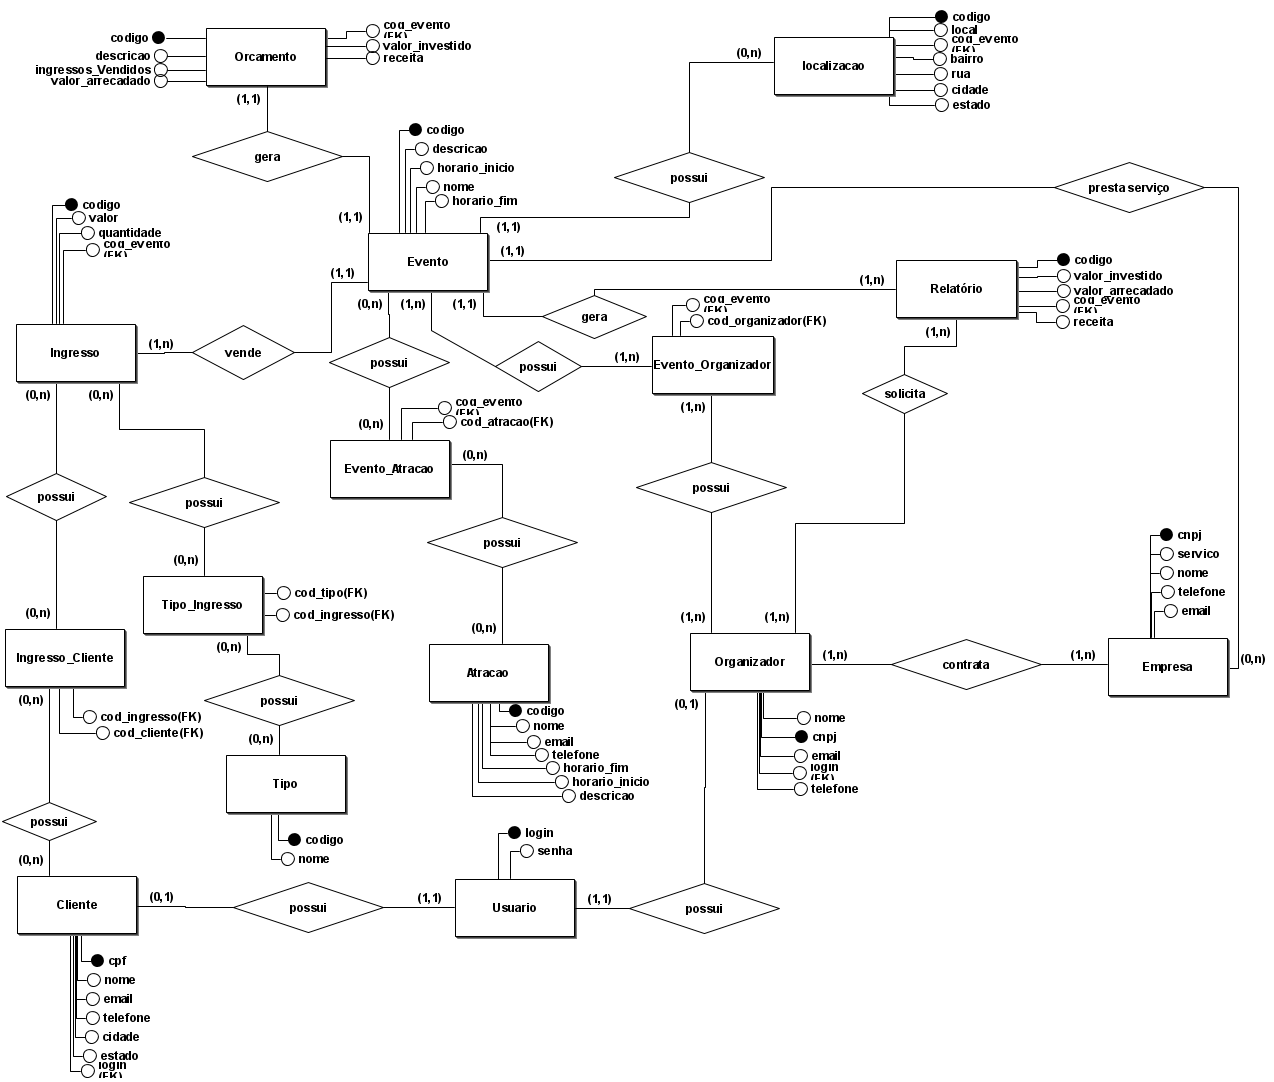 codigo
descricao
ingressos_Vendidos
valor_arrecadado
Orcamento
cod_evento
(FK)
valor_investido
receita
(1,1)
gera
(1,1)
codigo
local
cod_evento
(FK)
bairro
rua
cidade
estado
localizacao
(0,n)
possui
(1,1)
presta serviço
(1,1)
(0,n)
codigo
descricao
horario_inicio
nome
horario_fim
Evento
codigo
valor
quantidade
cod_evento
(FK)
Ingresso
(1,n)
vende
(1,1)
(0,n)
(1,n)
(1,1)
gera
(1,n)
Relatório
codigo
valor_investido
valor_arrecadado
cod_evento
(FK)
receita
(1,n)
solicita
(1,n)
possui
(1,n)
cod_evento
(FK)
cod_organizador(FK)
Evento_Organizador
(1,n)
possui
(1,n)
possui
(0,n)
cod_evento
(FK)
cod_atracao(FK)
Evento_Atracao
(0,n)
possui
(0,n)
Atracao
codigo
nome
email
telefone
horario_fim
horario_inicio
descricao
(0,n)
(0,n)
possui
possui
(0,n)
(0,n)
Tipo_Ingresso
cod_tipo(FK)
cod_ingresso(FK)
(0,n)
possui
(0,n)
Tipo
codigo
nome
Ingresso_Cliente
(0,n)
cod_ingresso(FK)
cod_cliente(FK)
possui
(0,n)
Cliente
cpf
nome
email
telefone
cidade
estado
login
(FK)
(0,1)
possui
(1,1)
Usuario
login
senha
(1,1)
possui
(0,1)
Organizador
nome
cnpj
email
login
(FK)
telefone
(1,n)
contrata
(1,n)
Empresa
cnpj
servico
nome
telefone
email